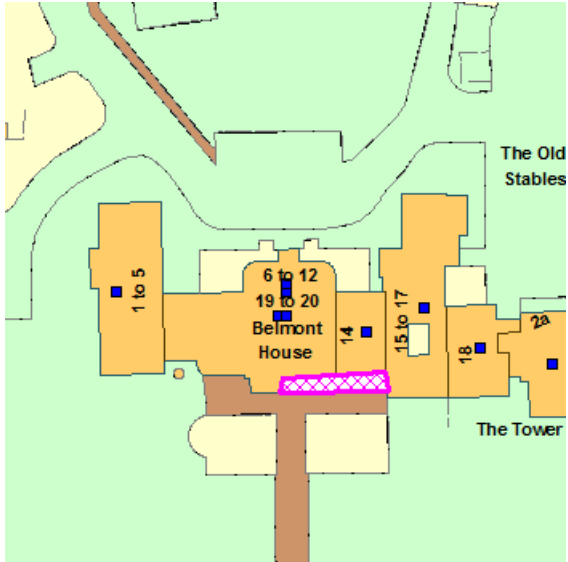 The Old
Stables
1 to 5
6 to 12
19 to 20
Belmont
House
14
15 to 17
18
2a
The Tower